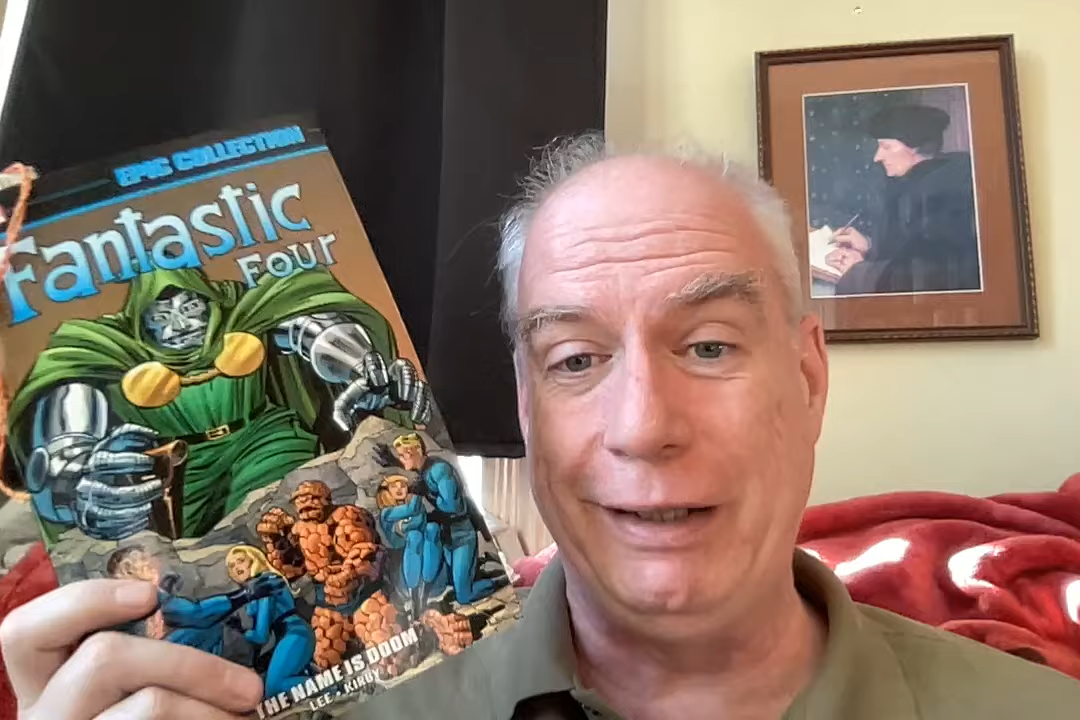 EPIC COLLECTION
Fantastic
Four
THE NAME IS DOOM
LEE • KIRBY